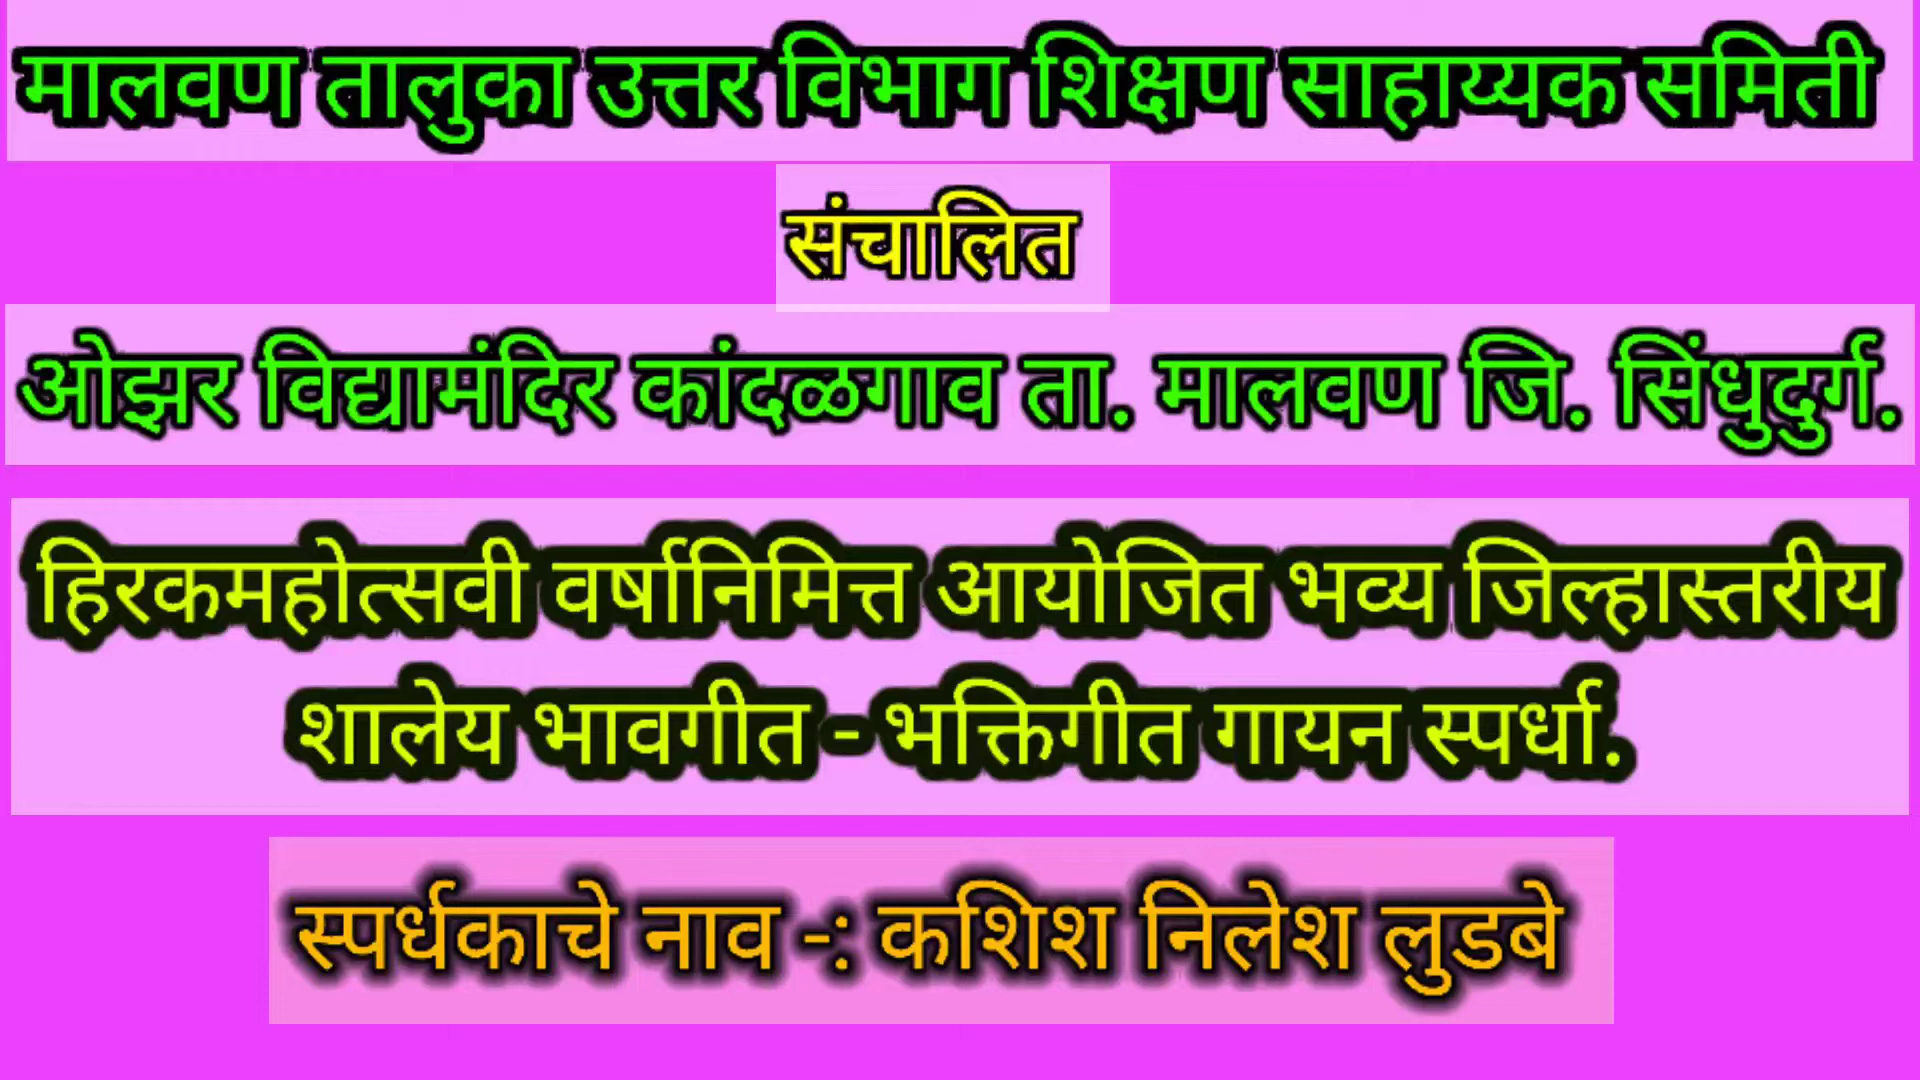 मालवण तालुका उत्तर विभाग शिक्षण साहाय्यक समिती
संचालित
ओझर विद्यामंदिर कांदळगाव ता. मालवण जि. सिंधुदुर्ग.
हिरकमहोत्सवी वर्षानिमित्त आयोजित भव्य जिल्हास्तरीय
शालेय भावगीत - भक्तिगीत गायन स्पर्धा.
स्पर्धकाचे नाव -: कशिश निलेश लुडबे